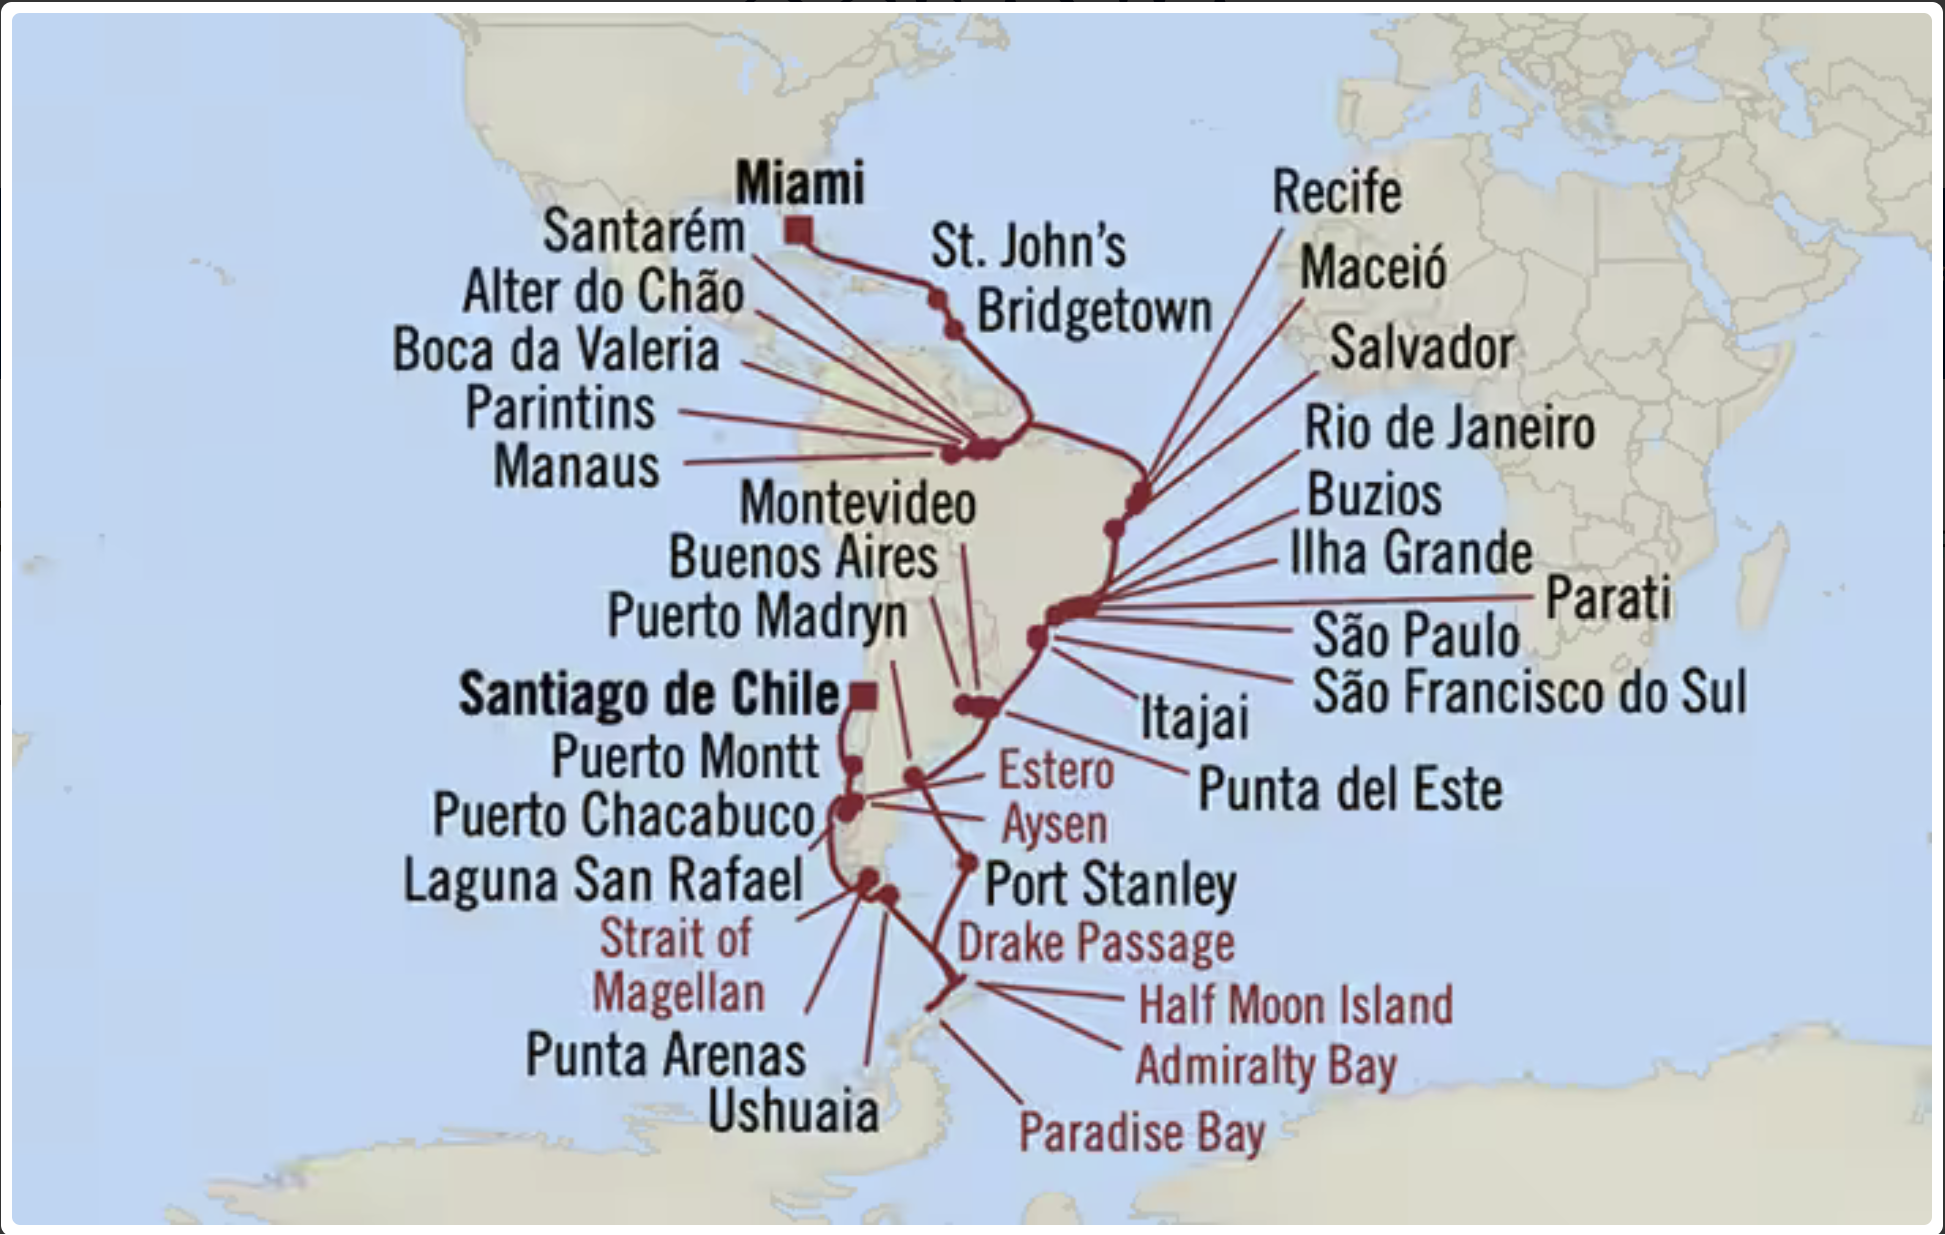 Miami
Santarém
Alter do Chão
Boca da Valeria
Parintins
Manaus
St. John’s
Bridgetown
Recife
Maceió
Salvador
Rio de Janeiro
Buzios
Ilha Grande
Parati
São Paulo
São Francisco do Sul
Itajai
Punta del Este
Montevideo
Buenos Aires
Puerto Madryn
Santiago de Chile
Puerto Montt
Puerto Chacabuco
Laguna San Rafael
Estero
Aysen
Port Stanley
Drake Passage
Strait of
Magellan
Punta Arenas
Ushuaia
Half Moon Island
Admiralty Bay
Paradise Bay